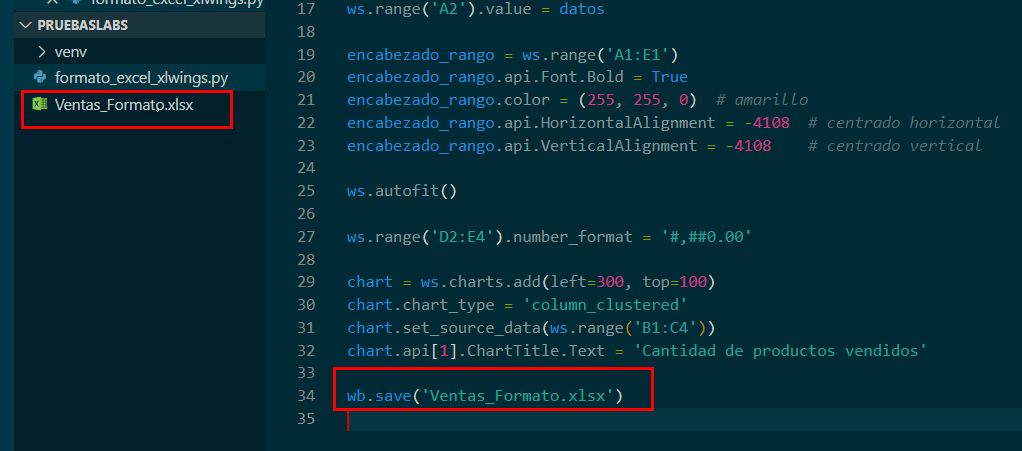 formato_excel_xlwings.py
PRUEBASLABS
venv
formato_excel_xlwings.py
Ventas_Formato.xlsx
17 ws.range('A2').value = datos
18
19 encabezado_rango = ws.range('A1:E1')
20 encabezado_rango.api.Font.Bold = True
21 encabezado_rango.color = (255, 255, 0)  # amarillo
22 encabezado_rango.api.HorizontalAlignment = -4108  # centrado horizontal
23 encabezado_rango.api.VerticalAlignment = -4108    # centrado vertical
24
25 ws.autofit()
26
27 ws.range('D2:E4').number_format = '#,##0.00'
28
29 chart = ws.charts.add(left=300, top=100)
30 chart.chart_type = 'column_clustered'
31 chart.set_source_data(ws.range('B1:C4'))
32 chart.api[1].ChartTitle.Text = 'Cantidad de productos vendidos'
33
34 wb.save('Ventas_Formato.xlsx')
35